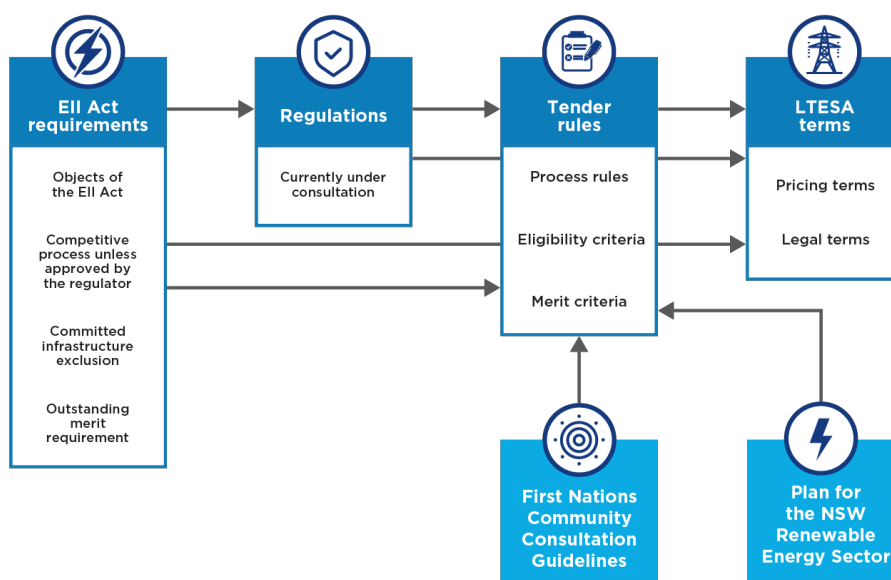 EII Act
requirements
Objects of
the EII Act
Competitive
process unless
approved by
the regulator
Committed
infrastructure
exclusion
Outstanding
merit
requirement
Regulations
Currently under
consultation
Tender
rules
Process rules
Eligibility criteria
Merit criteria
LTESA
terms
Pricing terms
Legal terms
First Nations
Community
Consultation
Guidelines
Plan for
the NSW
Renewable
Energy Sector